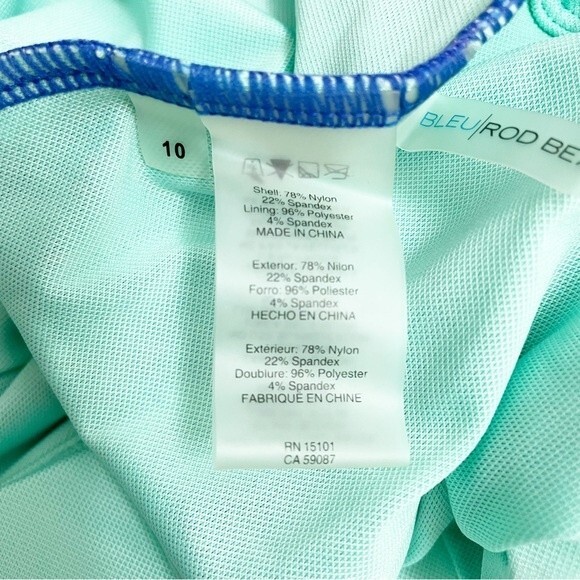 10
BLEU/ROD BE
Shell: 78% Nylon
22% Spandex
Lining: 96% Polyester
4% Spandex
MADE IN CHINA
Exterior: 78% Nilon
22% Spandex
Forro: 96% Poliester
4% Spandex
HECHO EN CHINA
Extérieur: 78% Nylon
22% Spandex
Doublure: 96% Polyester
4% Spandex
FABRIQUÉ EN CHINE
RN 15101
CA 59087